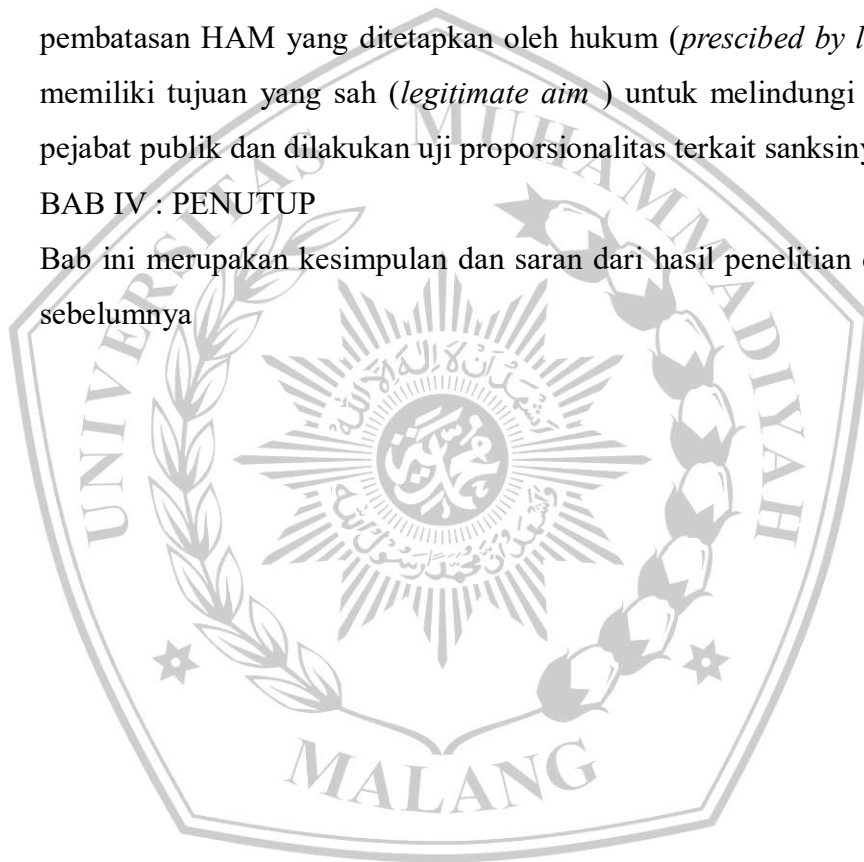 pembatasan HAM yang ditetapkan oleh hukum (prescibed by l
memiliki tujuan yang sah (legitimate aim ) untuk melindungi
pejabat publik dan dilakukan uji proporsionalitas terkait sanksiny
BAB IV : PENUTUP
Bab ini merupakan kesimpulan dan saran dari hasil penelitian
sebelumnya
UNIVERSITAS MUHAMMADIYAH
MALANG